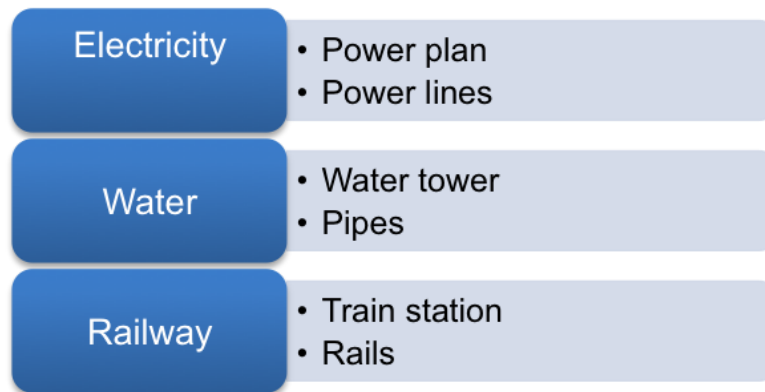 Electricity
• Power plan
• Power lines
Water
• Water tower
• Pipes
Railway
• Train station
• Rails